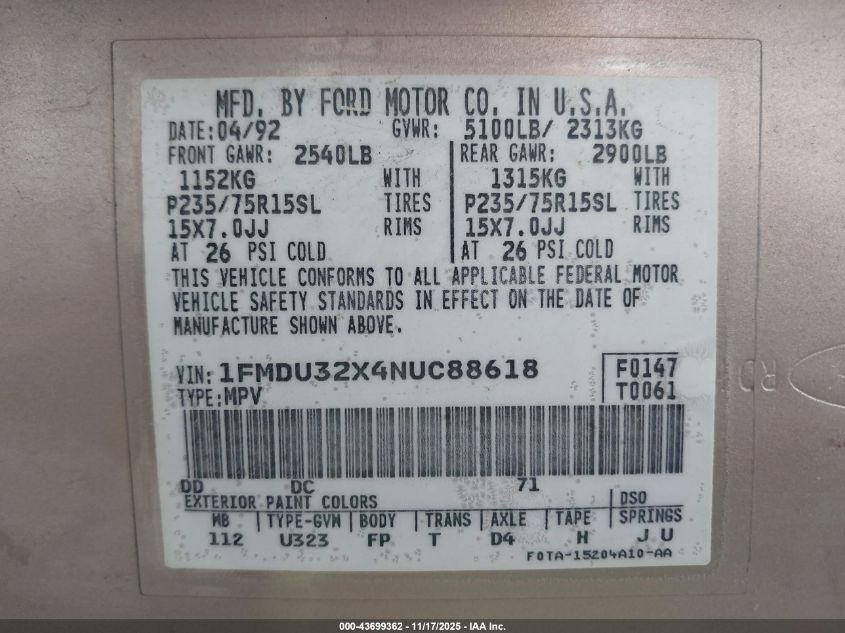 MFD. BY FORD MOTOR CO. IN U.S.A.
DATE: 04/92 GVWR: 5100LB/ 2313KG
FRONT GAWR: 2540LB REAR GAWR: 2900LB
1152KG WITH 1315KG WITH
P235/75R15SL TIRES P235/75R15SL TIRES
15X7.0JJ RIMS 15X7.0JJ RIMS
AT 26 PSI COLD AT 26 PSI COLD
THIS VEHICLE CONFORMS TO ALL APPLICABLE FEDERAL MOTOR
VEHICLE SAFETY STANDARDS IN EFFECT ON THE DATE OF
MANUFACTURE SHOWN ABOVE.
VIN: 1FMDU32X4NUC88618 F0147
TYPE: MPV T0061
DD DC 71
EXTERIOR PAINT COLORS DSO
WB TYPE-GVW BODY TRANS AXLE TAPE SPRINGS
112 U323 FP T D4 H J U
F0TA-15204A10-AA
000-43699362 - 11/17/2025 - IAA Inc.